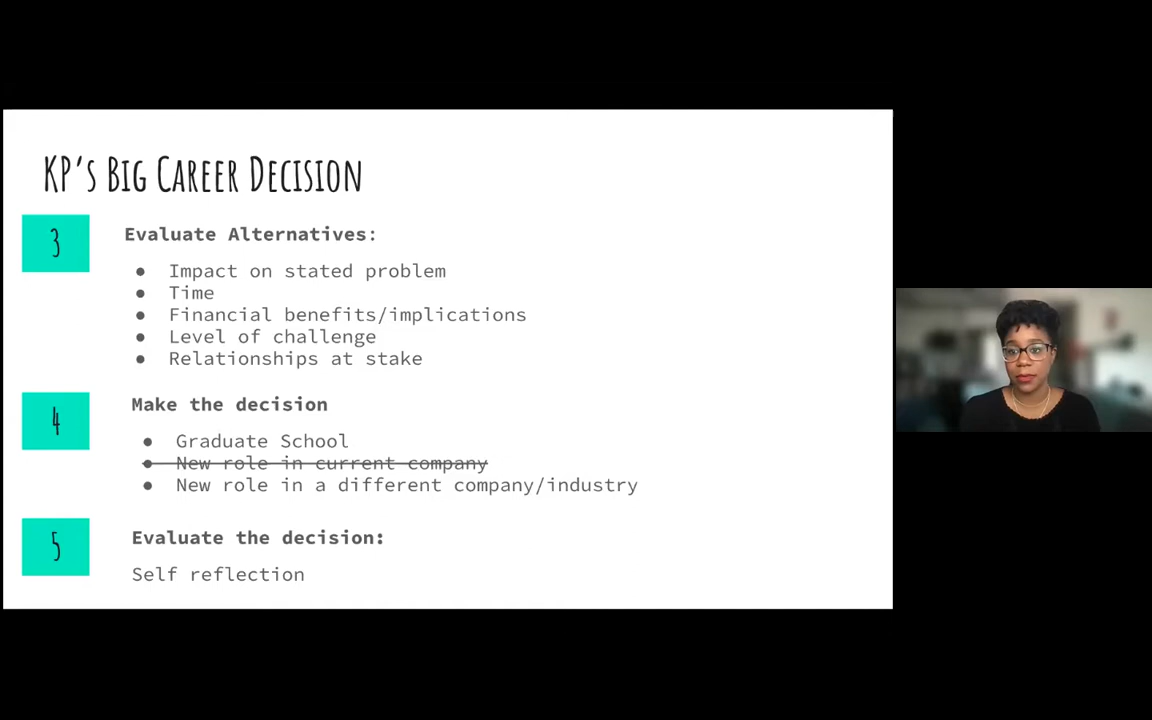 KP's Big Career Decision
3
Evaluate Alternatives:
● Impact on stated problem
● Time
● Financial benefits/implications
● Level of challenge
● Relationships at stake
4
Make the decision
● Graduate School
● New role in current company
● New role in a different company/industry
5
Evaluate the decision:
Self reflection